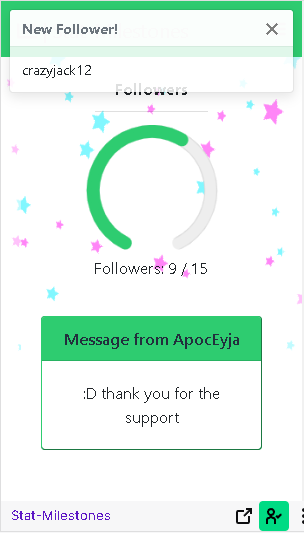 New Follower!
crazyjack12
Followers
Followers: 9 / 15
Message from ApocEyja
:D thank you for the
support
Stat-Milestones